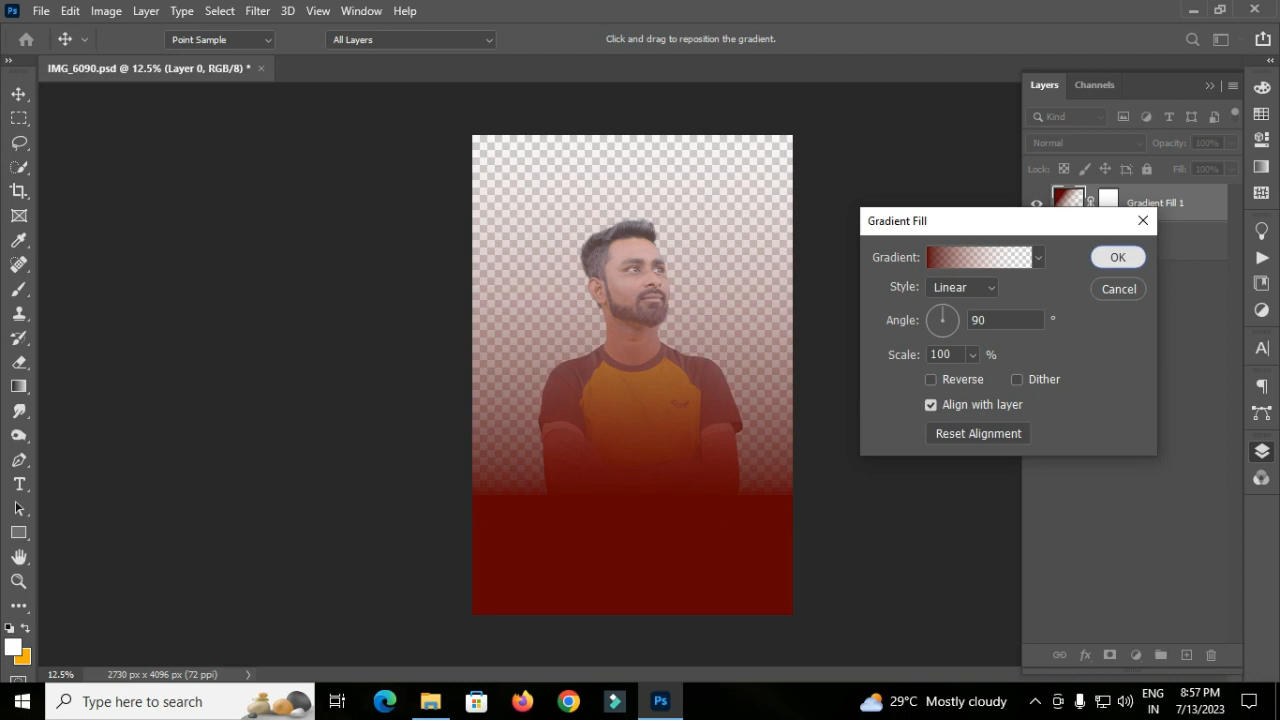 Ps File Edit Image Layer Type Select Filter 3D View Window Help
Point Sample All Layers Click and drag to reposition the gradient.
IMG_6090.psd @ 12.5% (Layer 0, RGB/8) *
Layers Channels
Kind
Normal Opacity: 100%
Lock: Fill: 100%
Gradient Fill 1
Gradient Fill
Gradient: OK
Style: Linear Cancel
Angle: 90 °
Scale: 100 %
Reverse Dither
Align with layer
Reset Alignment
12.5% 2730 px x 4096 px (72 ppi)
Type here to search
Ps
29°C Mostly cloudy
ENG
IN
8:57 PM
7/13/2023